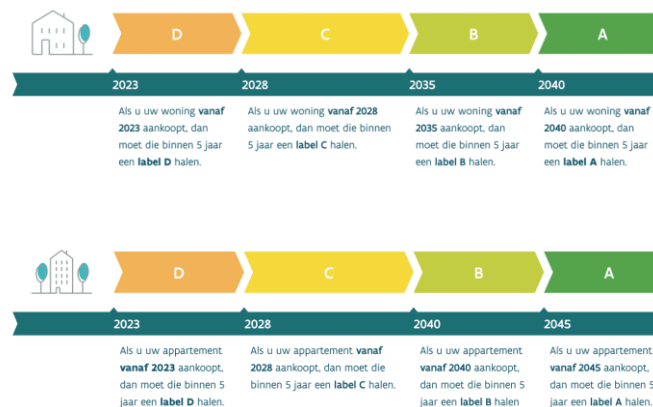 D C B A
2023 2028 2035 2040
Als u uw woning vanaf
2023 aankoopt, dan
moet die binnen 5 jaar
een label D halen.
Als u uw woning vanaf 2028
aankoopt, dan moet die binnen
5 jaar een label C halen.
Als u uw woning vanaf
2035 aankoopt, dan
moet die binnen 5 jaar
een label B halen.
Als u uw woning vanaf
2040 aankoopt, dan
moet die binnen 5 jaar
een label A halen.
D C B A
2023 2028 2040 2045
Als u uw appartement
vanaf 2023 aankoopt,
dan moet die binnen 5
jaar een label D halen.
Als u uw appartement vanaf
2028 aankoopt, dan moet die
binnen 5 jaar een label C halen.
Als u uw appartement
vanaf 2040 aankoopt,
dan moet die binnen 5
jaar een label B halen
Als u uw appartement
vanaf 2045 aankoopt,
dan moet die binnen 5
jaar een label A halen.